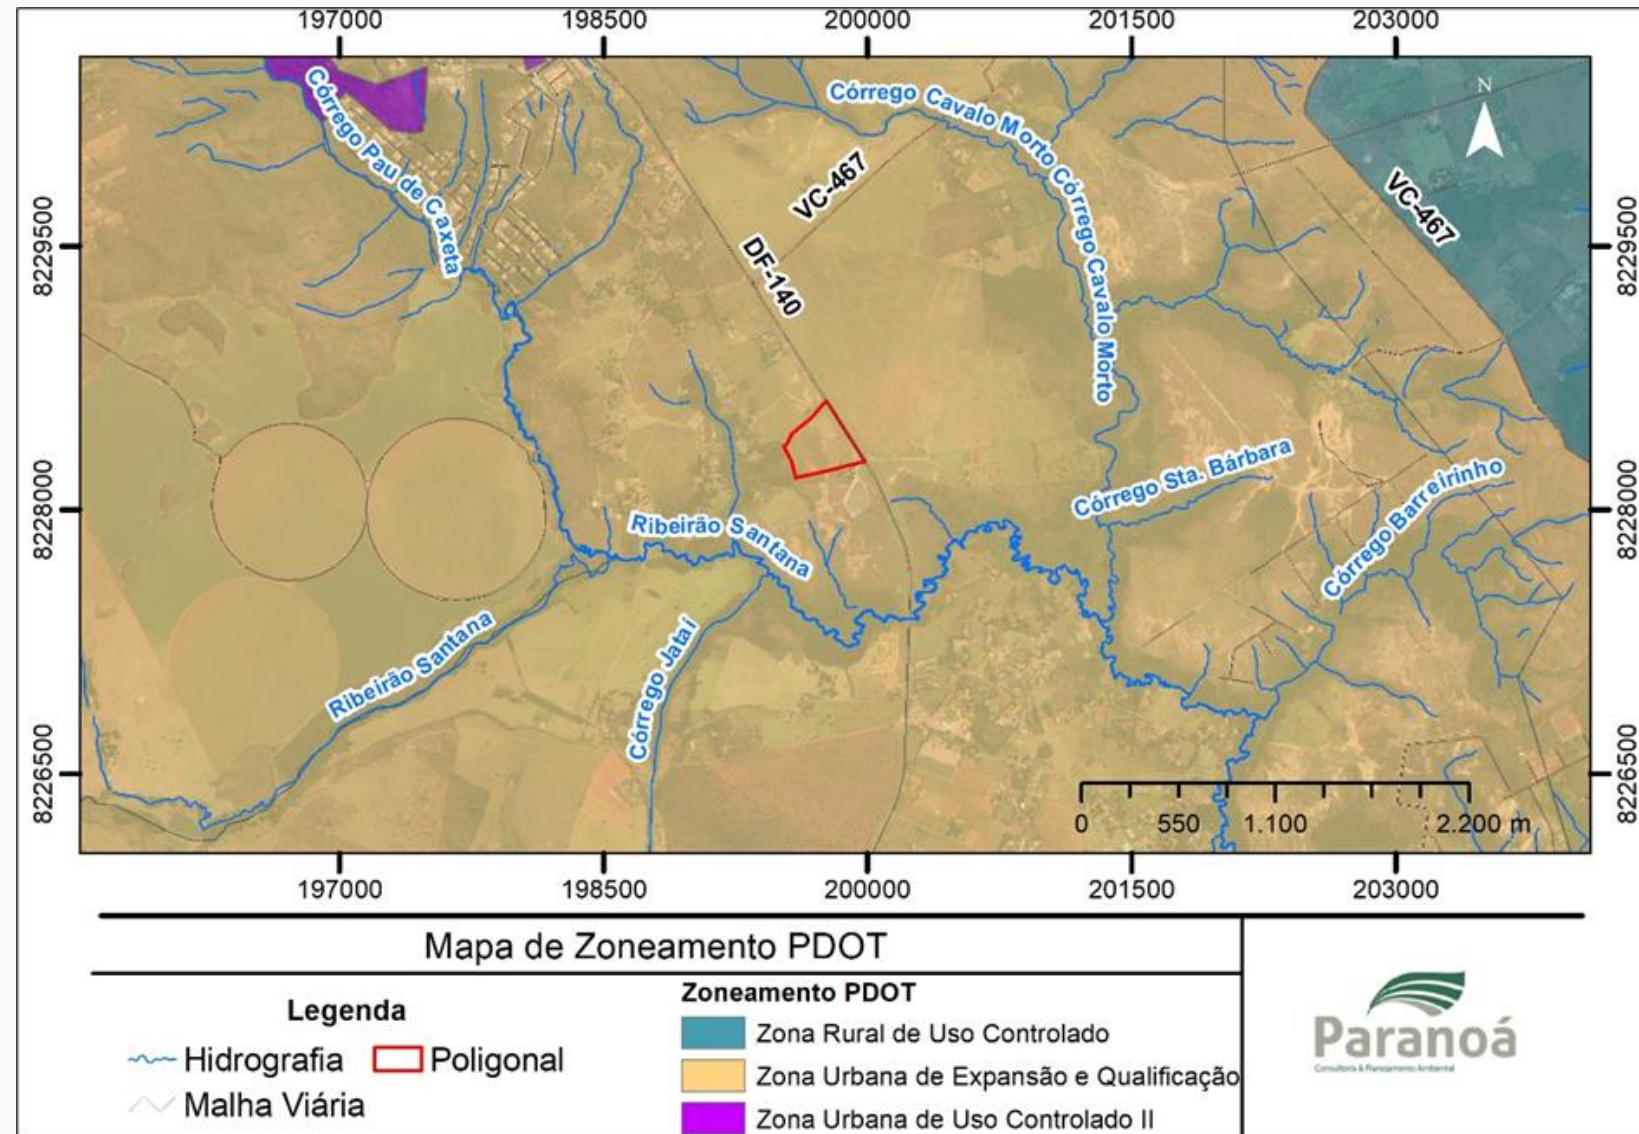 197000 198500 200000 201500 203000
Córrego Pau de Caxeta
Córrego Cavalo Morto
Córrego Cavalo Morto
VC-467
VC-467
N
DF-140
8229500
8229500
8228000
8228000
Córrego Sta. Bárbara
Córrego Barreirinho
Ribeirão Santana
Ribeirão Santana
Córrego Jataí
8226500
8226500
0 550 1.100 2.200 m
197000 198500 200000 201500 203000
Mapa de Zoneamento PDOT
Legenda
Hidrografia
Poligonal
Malha Viária
Zoneamento PDOT
Zona Rural de Uso Controlado
Zona Urbana de Expansão e Qualificação
Zona Urbana de Uso Controlado II
Paranoá
Consultoria & Planejamento Ambiental